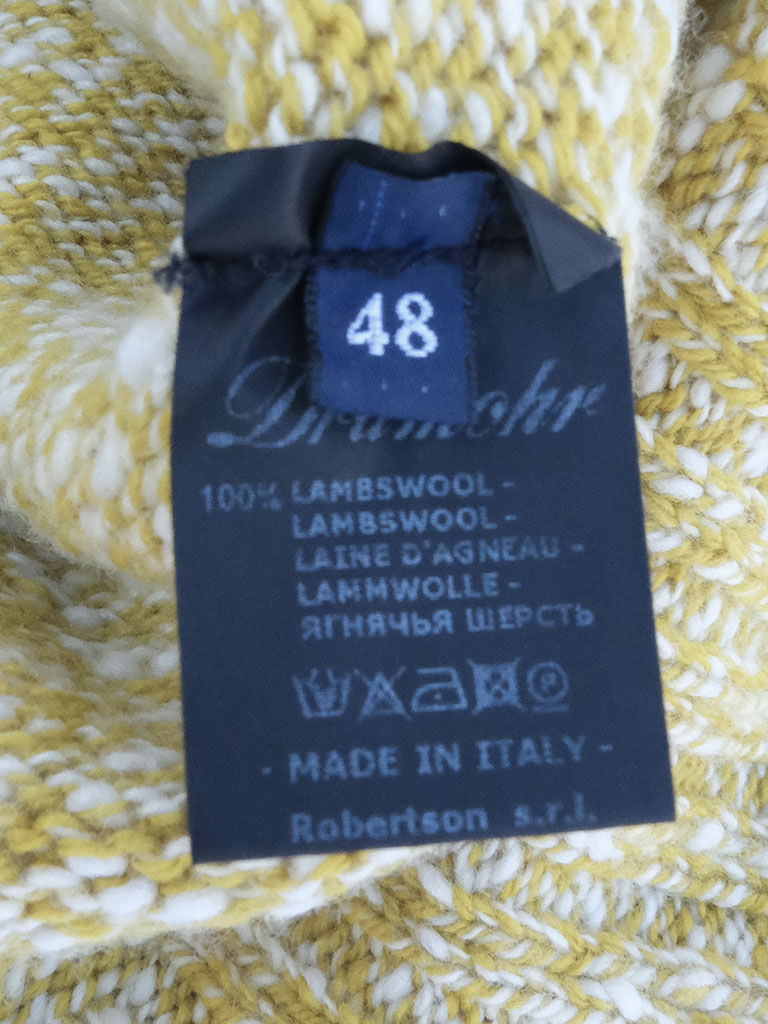 48
Drumohr
100% LAMBSWOOL -
LAMBSWOOL -
LAINE D'AGNEAU -
LAMMWOLLE -
ЯГНЯЧЬЯ ШЕРСТЬ
P
- MADE IN ITALY -
Robertson s.r.l.